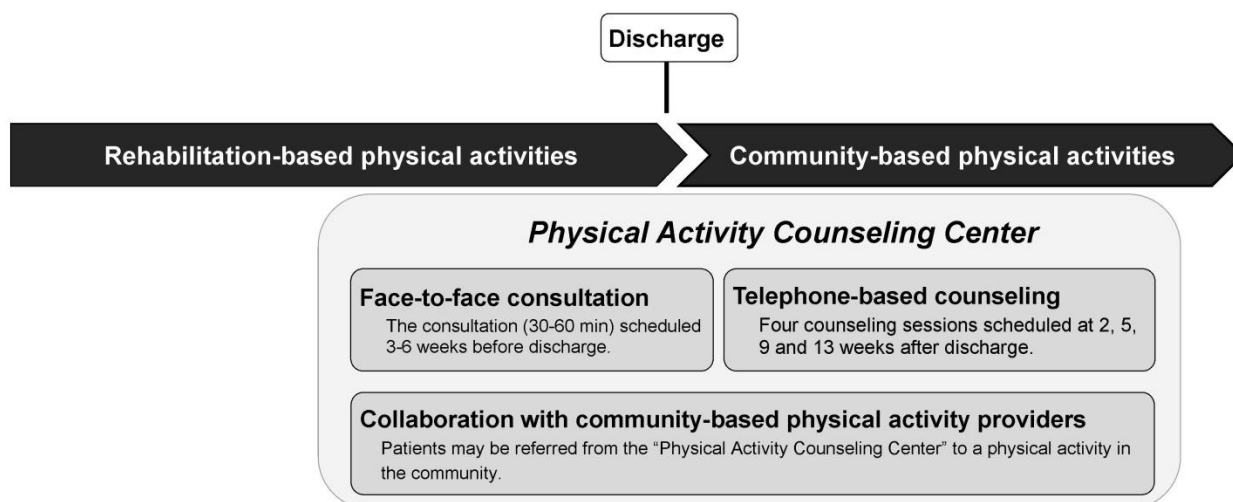 Discharge
Rehabilitation-based physical activities
Community-based physical activities
Physical Activity Counseling Center
Face-to-face consultation
The consultation (30-60 min) scheduled
3-6 weeks before discharge.
Telephone-based counseling
Four counseling sessions scheduled at 2, 5,
9 and 13 weeks after discharge.
Collaboration with community-based physical activity providers
Patients may be referred from the “Physical Activity Counseling Center” to a physical activity in
the community.